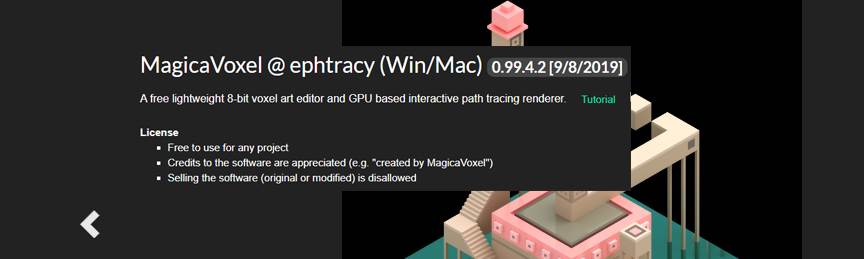 MagicaVoxel @ ephtracy (Win/Mac) 0.99.4.2 [9/8/2019]
A free lightweight 8-bit voxel art editor and GPU based interactive path tracing renderer. Tutorial
License
Free to use for any project
Credits to the software are appreciated (e.g. "created by MagicaVoxel")
Selling the software (original or modified) is disallowed